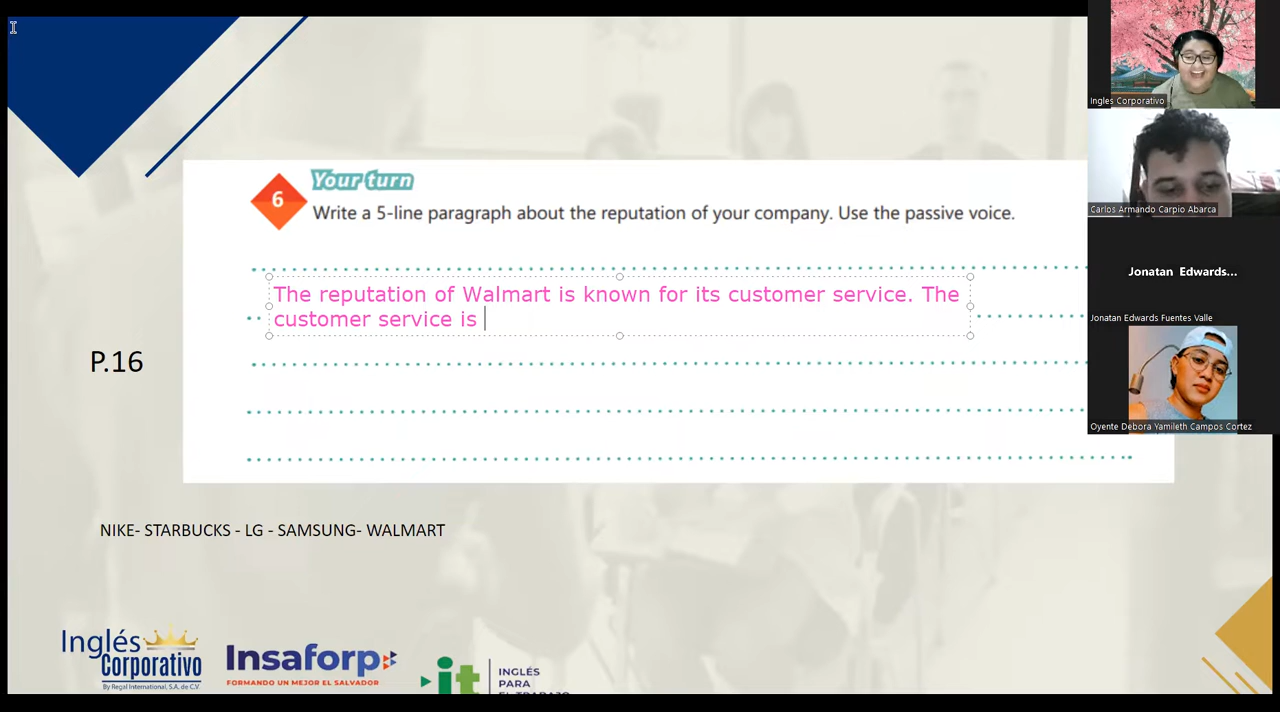 Your turn
6
Write a 5-line paragraph about the reputation of your company. Use the passive voice.
The reputation of Walmart is known for its customer service. The
customer service is
P.16
NIKE- STARBUCKS - LG - SAMSUNG- WALMART
Inglés
Corporativo
By Regal International, S.A. de C.V.
Insaforp
FORMANDO UN MEJOR EL SALVADOR
it
INGLÉS
PARA
EL TRABAJO
Ingles Corporativo
Carlos Armando Carpio Abarca
Jonatan Edwards...
Jonatan Edwards Fuentes Valle
Oyente Debora Yamileth Campos Cortez